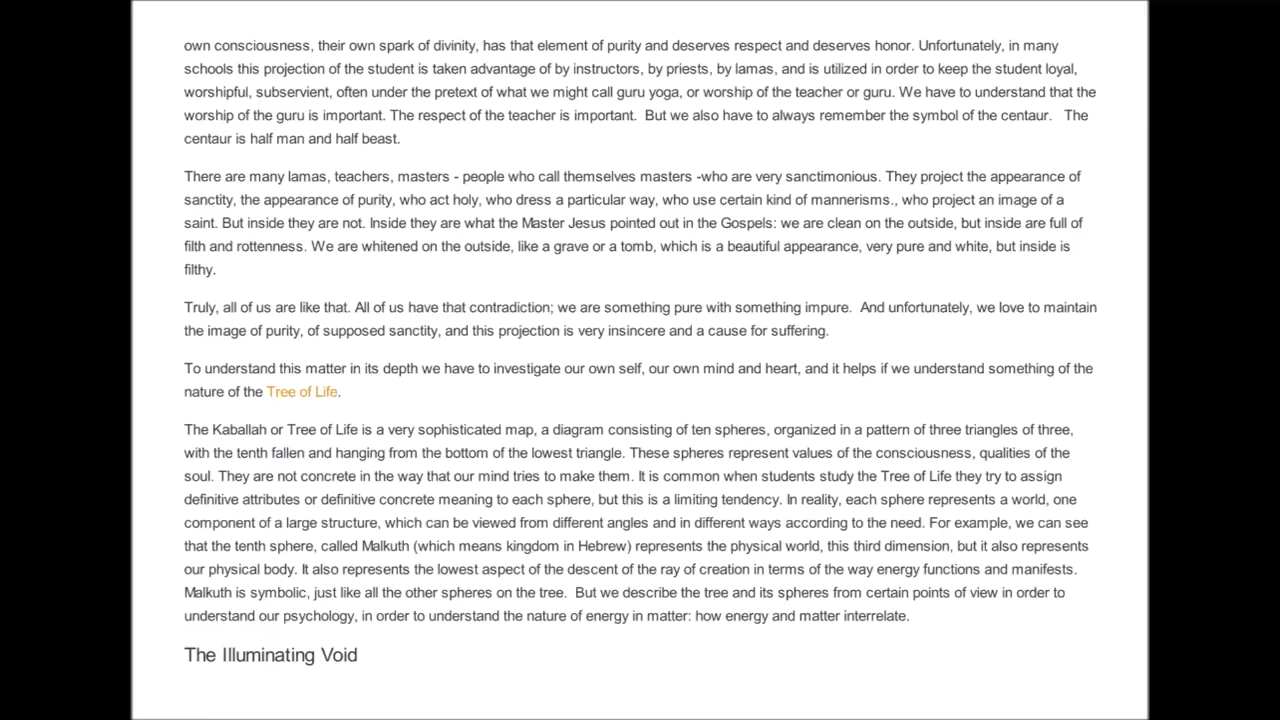 own consciousness, their own spark of divinity, has that element of purity and deserves respect and deserves honor. Unfortunately, in many
schools this projection of the student is taken advantage of by instructors, by priests, by lamas, and is utilized in order to keep the student loyal,
worshipful, subservient, often under the pretext of what we might call guru yoga, or worship of the teacher or guru. We have to understand that the
worship of the guru is important. The respect of the teacher is important.  But we also have to always remember the symbol of the centaur.   The
centaur is half man and half beast.
There are many lamas, teachers, masters - people who call themselves masters -who are very sanctimonious. They project the appearance of
sanctity, the appearance of purity, who act holy, who dress a particular way, who use certain kind of mannerisms., who project an image of a
saint. But inside they are not. Inside they are what the Master Jesus pointed out in the Gospels: we are clean on the outside, but inside are full of
filth and rottenness. We are whitened on the outside, like a grave or a tomb, which is a beautiful appearance, very pure and white, but inside is
filthy.
Truly, all of us are like that. All of us have that contradiction; we are something pure with something impure.  And unfortunately, we love to maintain
the image of purity, of supposed sanctity, and this projection is very insincere and a cause for suffering.
To understand this matter in its depth we have to investigate our own self, our own mind and heart, and it helps if we understand something of the
nature of the Tree of Life.
The Kaballah or Tree of Life is a very sophisticated map, a diagram consisting of ten spheres, organized in a pattern of three triangles of three,
with the tenth fallen and hanging from the bottom of the lowest triangle. These spheres represent values of the consciousness, qualities of the
soul. They are not concrete in the way that our mind tries to make them. It is common when students study the Tree of Life they try to assign
definitive attributes or definitive concrete meaning to each sphere, but this is a limiting tendency. In reality, each sphere represents a world, one
component of a large structure, which can be viewed from different angles and in different ways according to the need. For example, we can see
that the tenth sphere, called Malkuth (which means kingdom in Hebrew) represents the physical world, this third dimension, but it also represents
our physical body. It also represents the lowest aspect of the descent of the ray of creation in terms of the way energy functions and manifests.
Malkuth is symbolic, just like all the other spheres on the tree.  But we describe the tree and its spheres from certain points of view in order to
understand our psychology, in order to understand the nature of energy in matter: how energy and matter interrelate.
The Illuminating Void